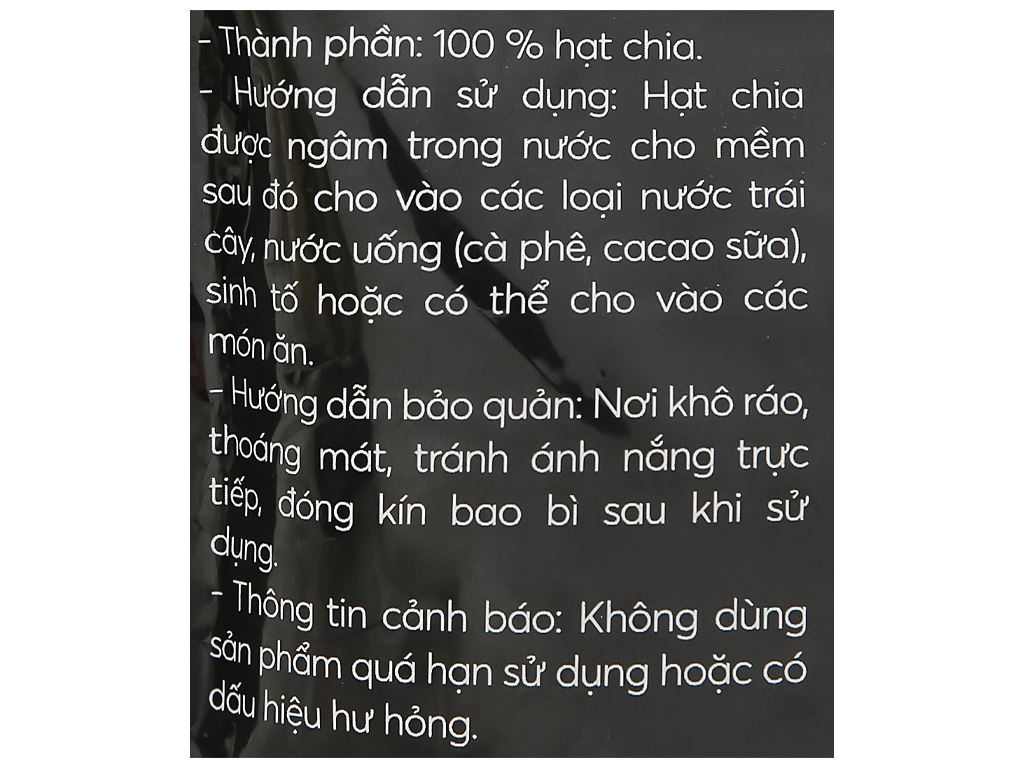 - Thành phần: 100 % hạt chia.
- Hướng dẫn sử dụng: Hạt chia
được ngâm trong nước cho mềm
sau đó cho vào các loại nước trái
cây, nước uống (cà phê, cacao sữa),
sinh tố hoặc có thể cho vào các
món ăn.
- Hướng dẫn bảo quản: Nơi khô ráo,
thoáng mát, tránh ánh nắng trực
tiếp, đóng kín bao bì sau khi sử
dụng.
- Thông tin cảnh báo: Không dùng
sản phẩm quá hạn sử dụng hoặc có
dấu hiệu hư hỏng.